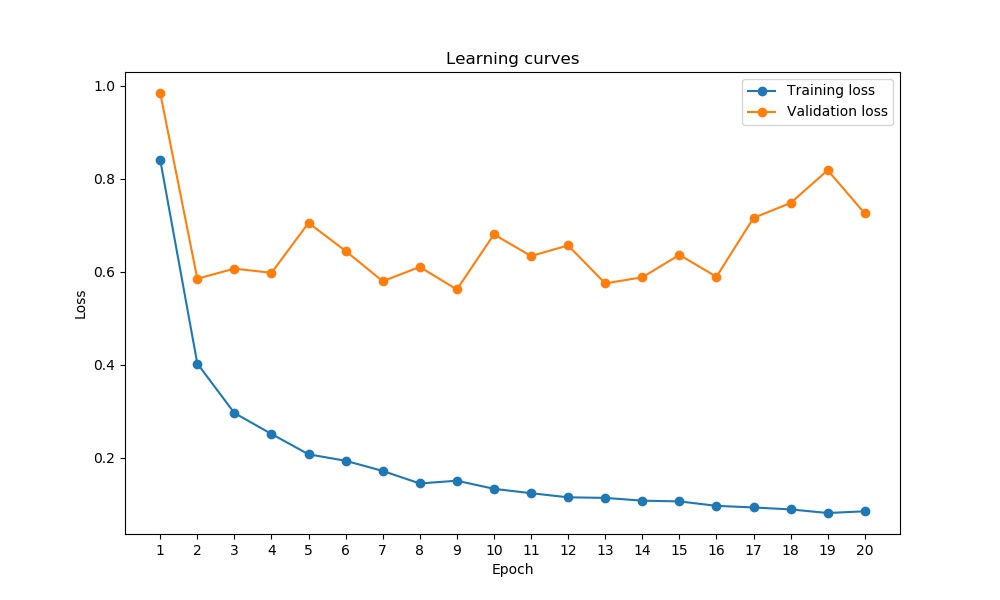 Learning curves
Training loss
Validation loss
1.0
0.8
0.6
0.4
0.2
Loss
1 2 3 4 5 6 7 8 9 10 11 12 13 14 15 16 17 18 19 20
Epoch